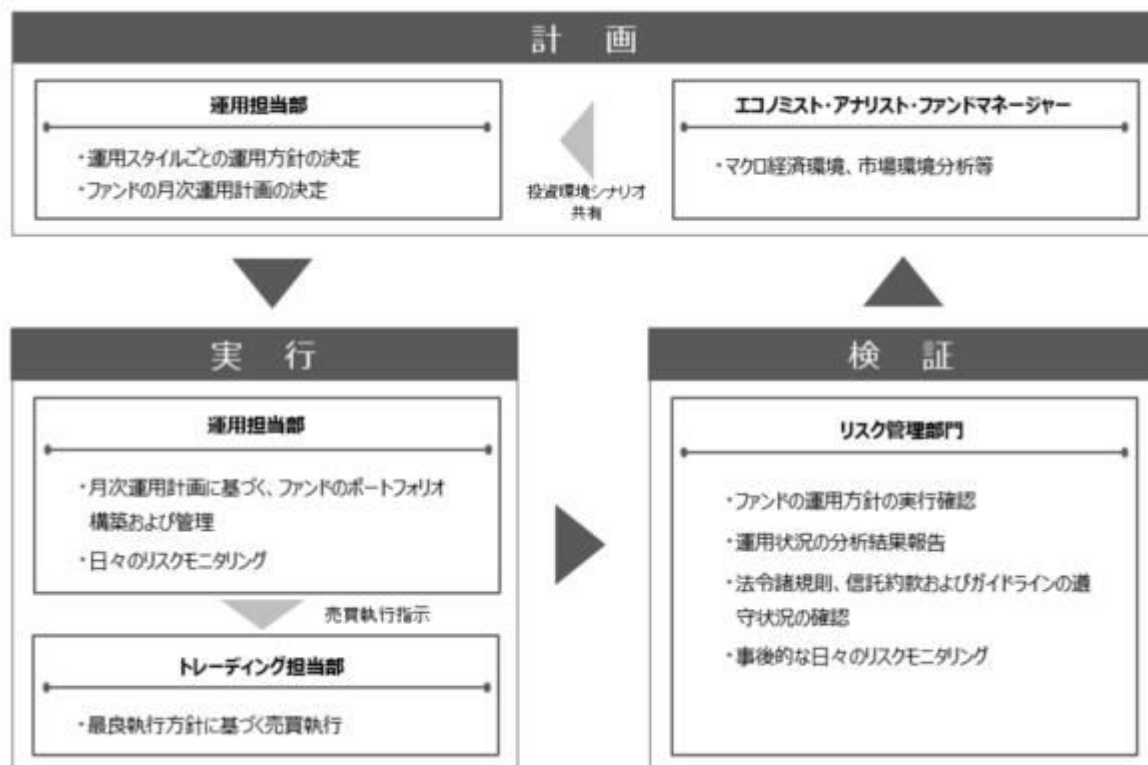 計 画
運用担当部
・運用スタイルごとの運用方針の決定
・ファンドの月次運用計画の決定
投資環境シナリオ
共有
エコノミスト・アナリスト・ファンドマネージャー
・マクロ経済環境、市場環境分析等
実 行
運用担当部
・月次運用計画に基づく、ファンドのポートフォリオ
構築および管理
・日々のリスクモニタリング
売買執行指示
トレーディング担当部
・最良執行方針に基づく売買執行
検 証
リスク管理部門
・ファンドの運用方針の実行確認
・運用状況の分析結果報告
・法令諸規則、信託約款およびガイドラインの遵
守状況の確認
・事後的な日々のリスクモニタリング